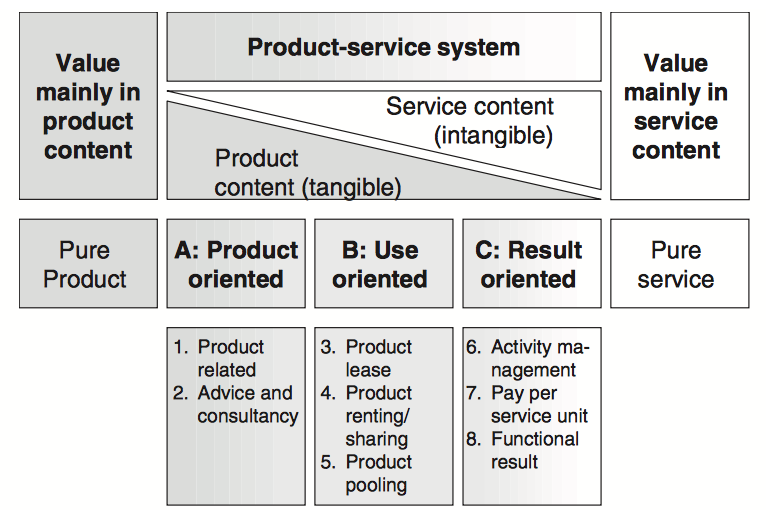 Value
mainly in
product
content
Product-service system
Service content
(intangible)
Product
content (tangible)
Value
mainly in
service
content
Pure
Product
A: Product
oriented
B: Use
oriented
C: Result
oriented
Pure
service
1. Product
related
2. Advice and
consultancy
3. Product
lease
4. Product
renting/
sharing
5. Product
pooling
6. Activity ma-
nagement
7. Pay per
service unit
8. Functional
result